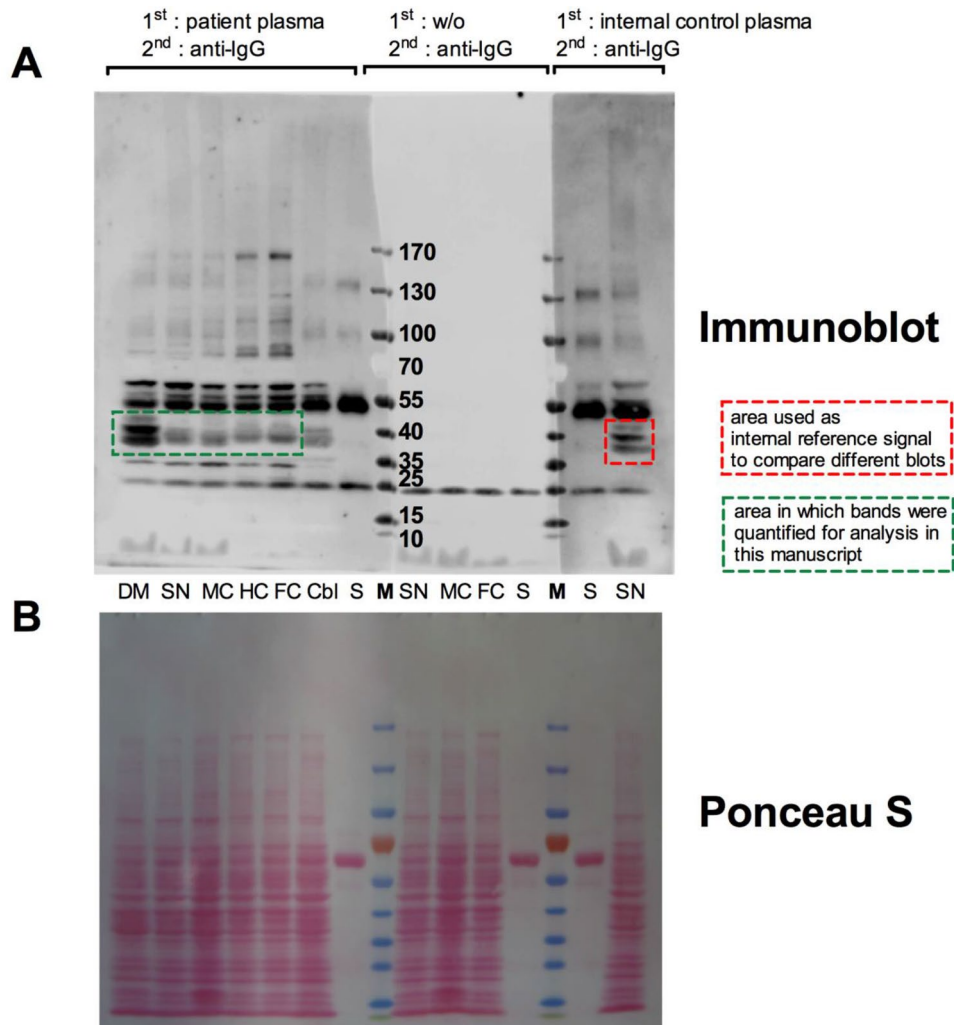 1st : patient plasma
2nd : anti-IgG
1st : w/o
2nd : anti-IgG
1st : internal control plasma
2nd : anti-IgG
A
170
130
100
70
55
40
35
25
15
10
Immunoblot
area used as
internal reference signal
to compare different blots
area in which bands were
quantified for analysis in
this manuscript
DM SN MC HC FC Cbl S M SN MC FC S M S SN
B
Ponceau S